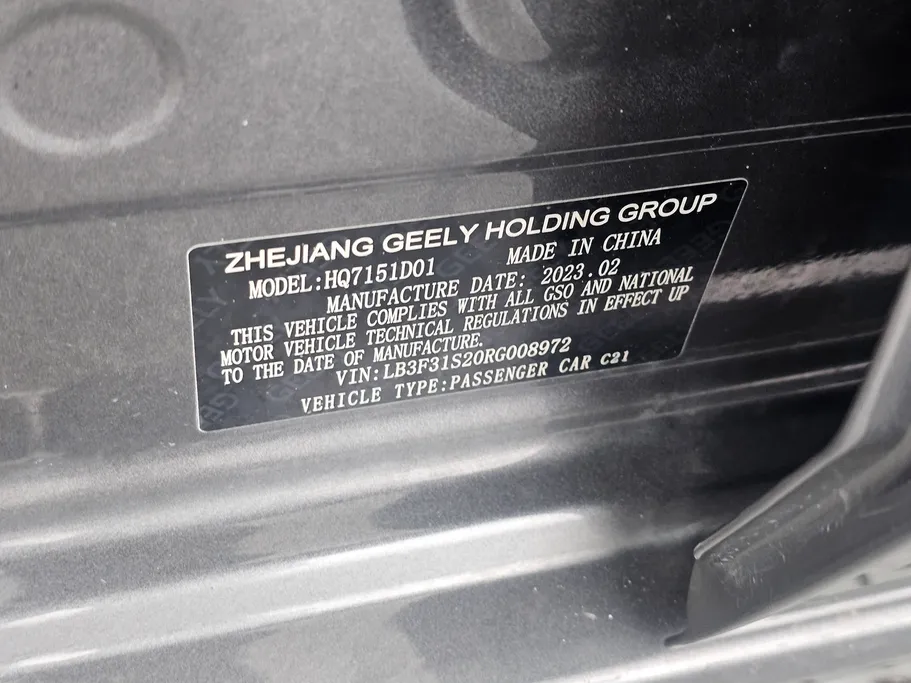 ZHEJIANG GEELY HOLDING GROUP
MODEL:HQ7151D01 MADE IN CHINA
MANUFACTURE DATE: 2023.02
THIS VEHICLE COMPLIES WITH ALL GSO AND NATIONAL
MOTOR VEHICLE TECHNICAL REGULATIONS IN EFFECT UP
TO THE DATE OF MANUFACTURE.
VIN:LB3F31S20RG008972
VEHICLE TYPE:PASSENGER CAR C21